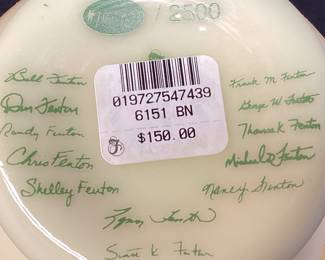 / 2500
Bill Fenton
Frank M. Fenton
019727547439
Don Fenton
George W. Fenton
6151 BN
Randy Fenton
Thomas K. Fenton
$150.00
Chris Fenton
Michael D. Fenton
Shelley Fenton
Nancy Fenton
Lynn Fenton
Scott K. Fenton